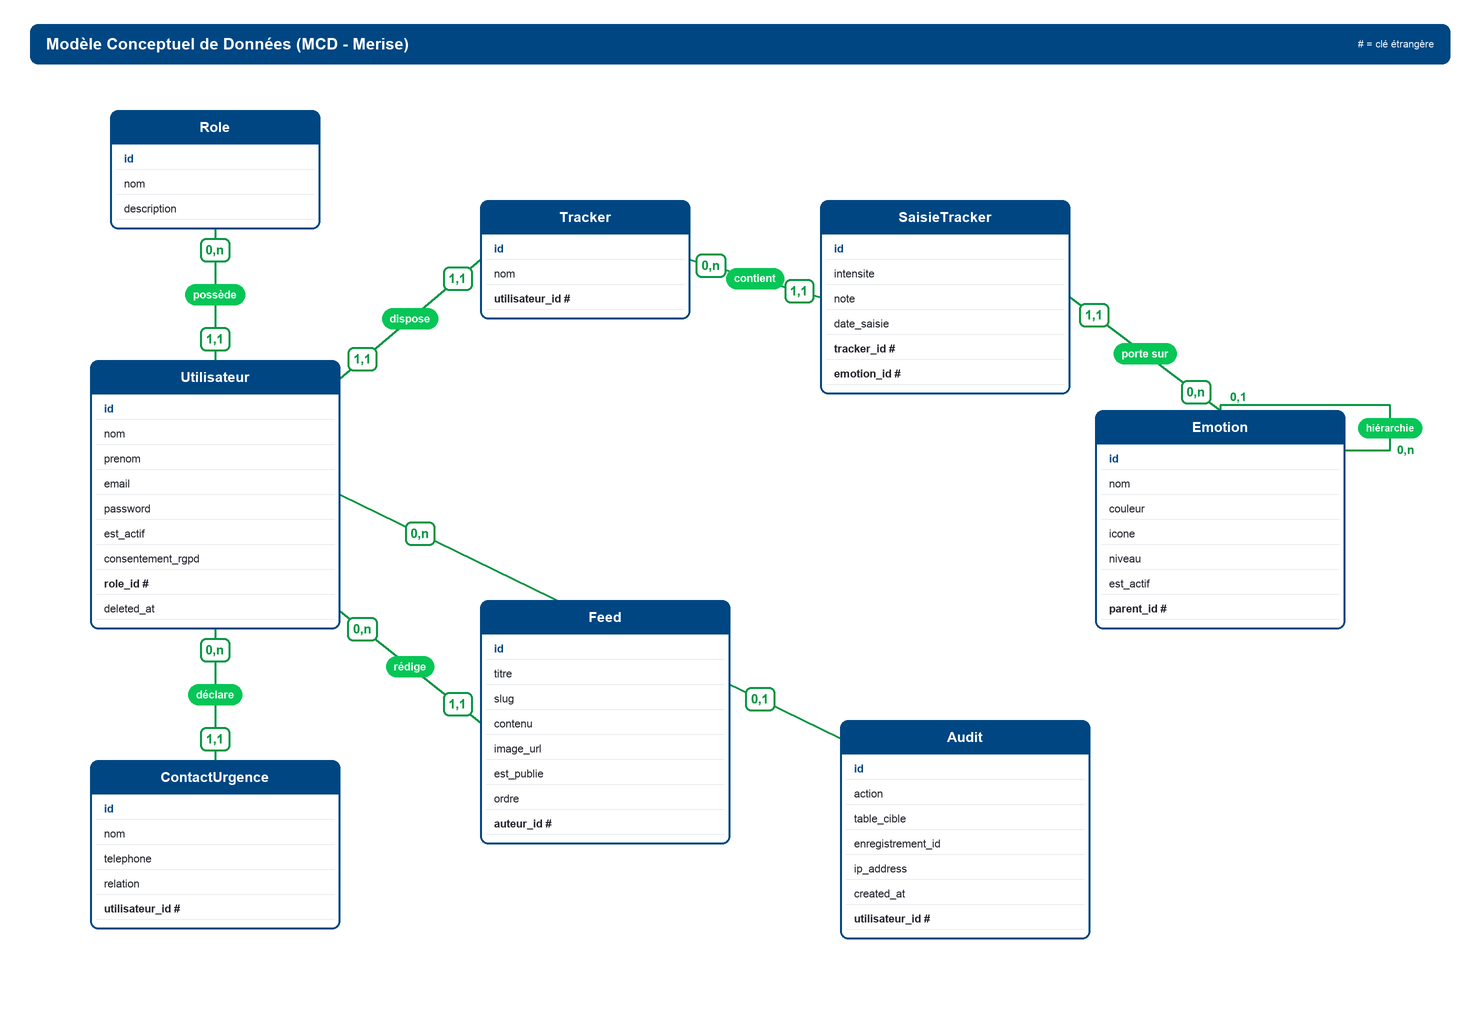 Modèle Conceptuel de Données (MCD - Merise)
# = clé étrangère
Role
id
nom
description
0,n
possède
1,1
Utilisateur
id
nom
prenom
email
password
est_actif
consentement_rgpd
role_id #
deleted_at
0,n
déclare
1,1
ContactUrgence
id
nom
telephone
relation
utilisateur_id #
1,1
dispose
1,1
Tracker
id
nom
utilisateur_id #
0,n
contient
1,1
SaisieTracker
id
intensite
note
date_saisie
tracker_id #
emotion_id #
1,1
porte sur
0,n
0,1
hiérarchie
0,n
Emotion
id
nom
couleur
icone
niveau
est_actif
parent_id #
0,n
0,n
rédige
1,1
Feed
id
titre
slug
contenu
image_url
est_publie
ordre
auteur_id #
0,1
Audit
id
action
table_cible
enregistrement_id
ip_address
created_at
utilisateur_id #